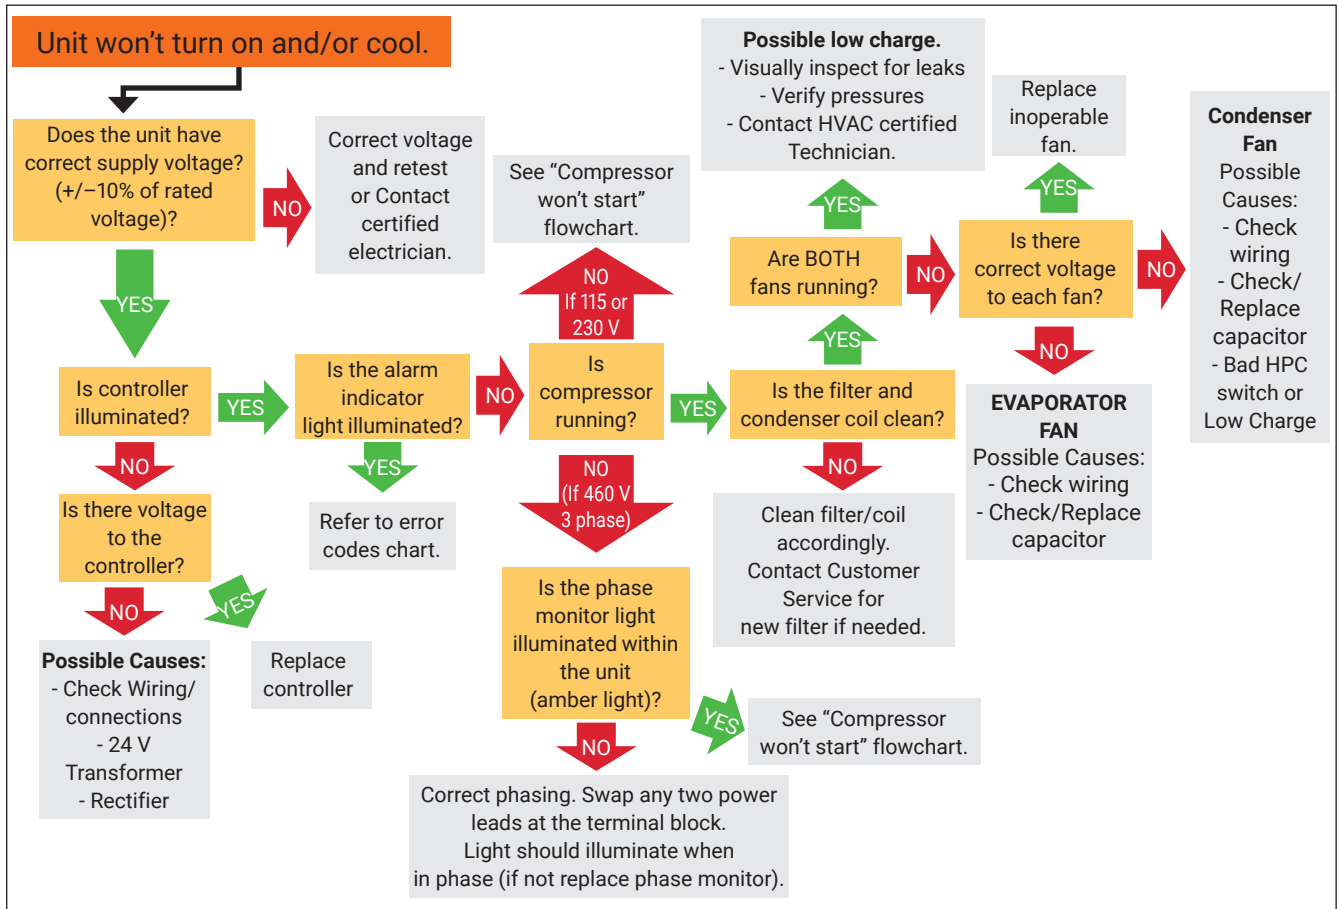 Unit won’t turn on and/or cool.
Does the unit have
correct supply voltage?
(+/−10% of rated
voltage)?
NO
Correct voltage
and retest
or Contact
certified
electrician.
YES
Is controller
illuminated?
YES
NO
Is there voltage
to the
controller?
NO
YES
Possible Causes:
- Check Wiring/
connections
- 24 V
Transformer
- Rectifier
Replace
controller
Is the alarm
indicator
light illuminated?
NO
YES
Refer to error
codes chart.
Is
compressor
running?
NO
If 115 or
230 V
See “Compressor
won’t start”
flowchart.
NO
(If 460 V
3 phase)
Is the phase
monitor light
illuminated within
the unit
(amber light)?
YES
See “Compressor
won’t start” flowchart.
NO
Correct phasing. Swap any two power
leads at the terminal block.
Light should illuminate when
in phase (if not replace phase monitor).
YES
Is the filter and
condenser coil clean?
NO
Clean filter/coil
accordingly.
Contact Customer
Service for
new filter if needed.
YES
Are BOTH
fans running?
YES
Possible low charge.
- Visually inspect for leaks
- Verify pressures
- Contact HVAC certified
Technician.
NO
Is there
correct voltage
to each fan?
YES
Replace
inoperable
fan.
NO
EVAPORATOR
FAN
Possible Causes:
- Check wiring
- Check/Replace
capacitor
NO
Condenser
Fan
Possible
Causes:
- Check
wiring
- Check/
Replace
capacitor
- Bad HPC
switch or
Low Charge